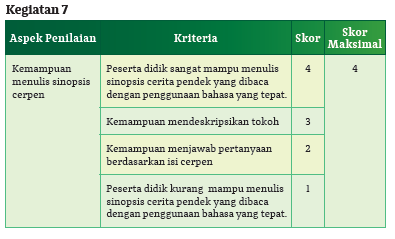 Kegiatan 7
Aspek Penilaian Kriteria Skor Skor Maksimal
Kemampuan menulis sinopsis cerpen
Peserta didik sangat mampu menulis
sinopsis cerita pendek yang dibaca
dengan penggunaan bahasa yang tepat.
4
4
Kemampuan mendeskripsikan tokoh
3
Kemampuan menjawab pertanyaan
berdasarkan isi cerpen
2
Peserta didik kurang mampu menulis
sinopsis cerita pendek yang dibaca
dengan penggunaan bahasa yang tepat.
1